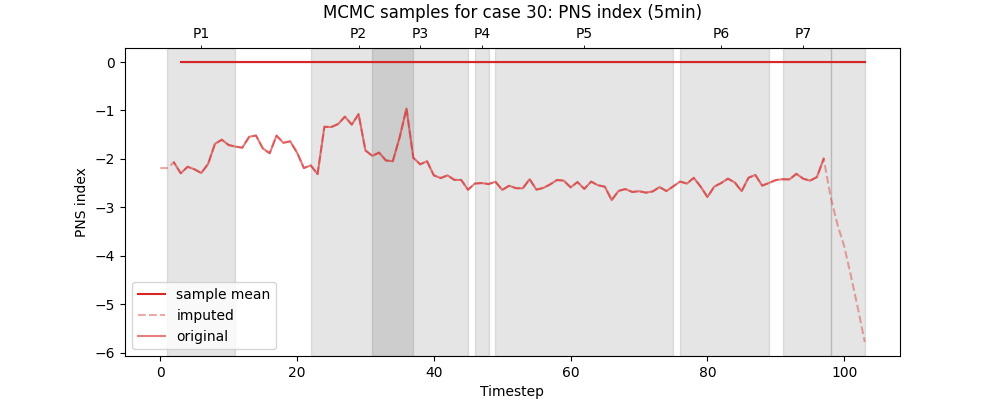 MCMC samples for case 30: PNS index (5min)
P1 P2 P3 P4 P5 P6 P7
0
−1
−2
−3
−4
−5
−6
PNS index
sample mean
imputed
original
0 20 40 60 80 100
Timestep